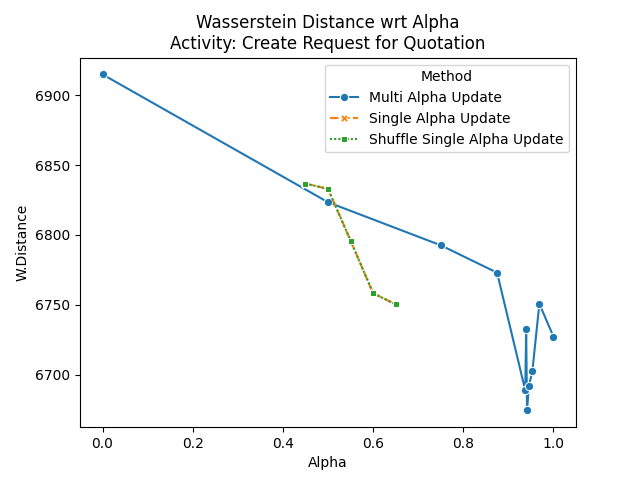 Wasserstein Distance wrt Alpha
Activity: Create Request for Quotation
Method
Multi Alpha Update
Single Alpha Update
Shuffle Single Alpha Update
W.Distance
6900
6850
6800
6750
6700
0.0 0.2 0.4 0.6 0.8 1.0
Alpha